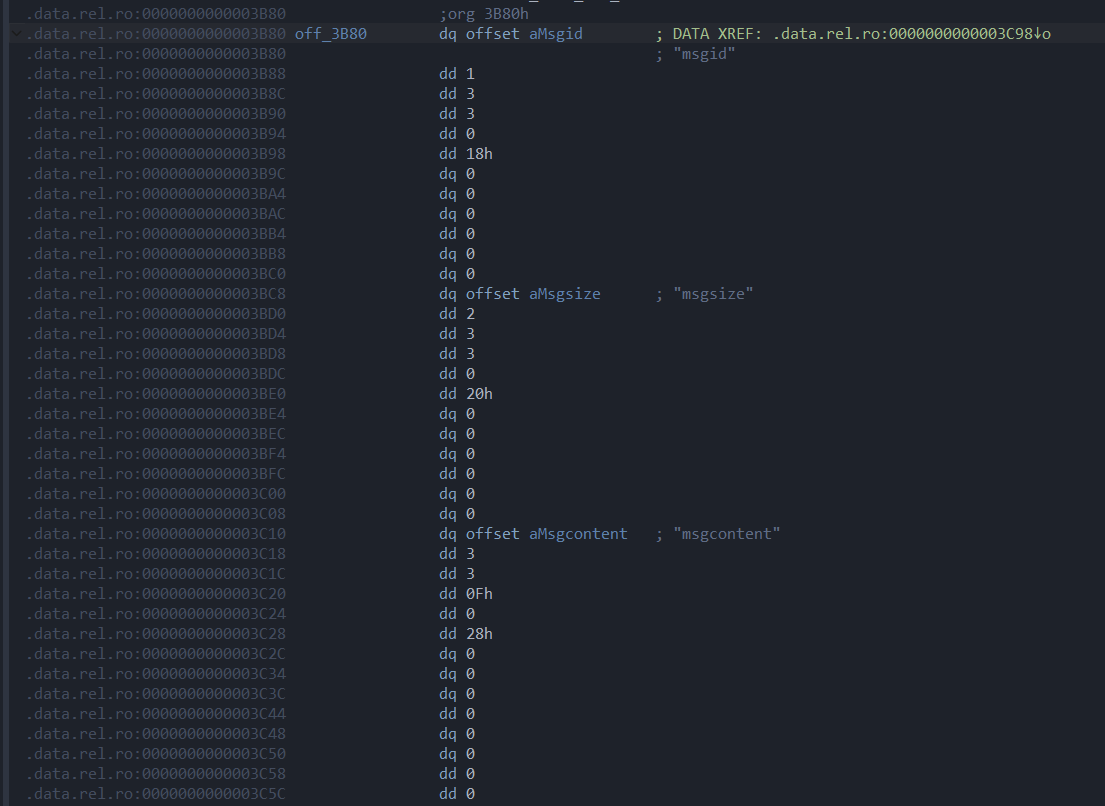 .data.rel.ro:0000000000003B80 ;org 3B80h
.data.rel.ro:0000000000003B80 off_3B80 dq offset aMsgid ; DATA XREF: .data.rel.ro:0000000000003C98↓o
.data.rel.ro:0000000000003B80 ; "msgid"
.data.rel.ro:0000000000003B88 dd 1
.data.rel.ro:0000000000003B8C dd 3
.data.rel.ro:0000000000003B90 dd 3
.data.rel.ro:0000000000003B94 dd 0
.data.rel.ro:0000000000003B98 dd 18h
.data.rel.ro:0000000000003B9C dq 0
.data.rel.ro:0000000000003BA4 dq 0
.data.rel.ro:0000000000003BAC dq 0
.data.rel.ro:0000000000003BB4 dd 0
.data.rel.ro:0000000000003BB8 dq 0
.data.rel.ro:0000000000003BC0 dq 0
.data.rel.ro:0000000000003BC8 dq offset aMsgsize ; "msgsize"
.data.rel.ro:0000000000003BD0 dd 2
.data.rel.ro:0000000000003BD4 dd 3
.data.rel.ro:0000000000003BD8 dd 3
.data.rel.ro:0000000000003BDC dd 0
.data.rel.ro:0000000000003BE0 dd 20h
.data.rel.ro:0000000000003BE4 dq 0
.data.rel.ro:0000000000003BEC dq 0
.data.rel.ro:0000000000003BF4 dq 0
.data.rel.ro:0000000000003BFC dd 0
.data.rel.ro:0000000000003C00 dq 0
.data.rel.ro:0000000000003C08 dq 0
.data.rel.ro:0000000000003C10 dq offset aMsgcontent ; "msgcontent"
.data.rel.ro:0000000000003C18 dd 3
.data.rel.ro:0000000000003C1C dd 3
.data.rel.ro:0000000000003C20 dd 0Fh
.data.rel.ro:0000000000003C24 dd 0
.data.rel.ro:0000000000003C28 dd 28h
.data.rel.ro:0000000000003C2C dq 0
.data.rel.ro:0000000000003C34 dq 0
.data.rel.ro:0000000000003C3C dq 0
.data.rel.ro:0000000000003C44 dd 0
.data.rel.ro:0000000000003C48 dq 0
.data.rel.ro:0000000000003C50 dq 0
.data.rel.ro:0000000000003C58 dd 0
.data.rel.ro:0000000000003C5C dd 0